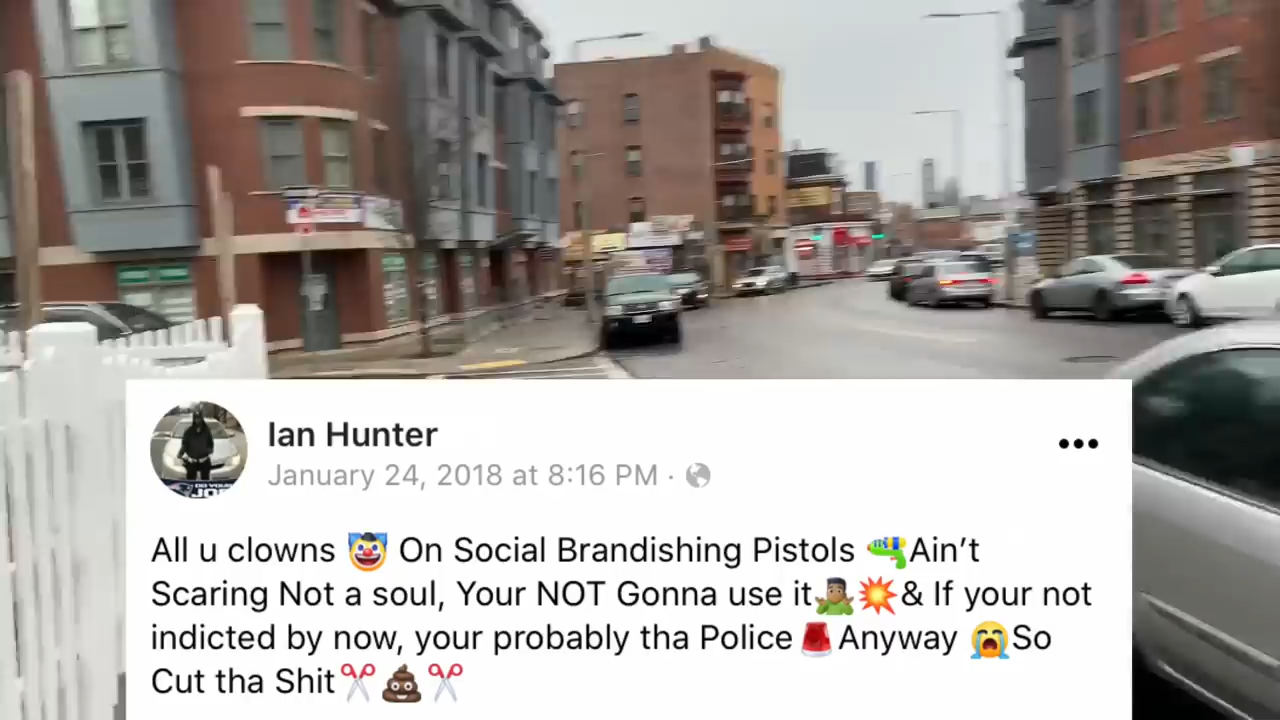 Ian Hunter
January 24, 2018 at 8:16 PM ·
All u clowns 🤡 On Social Brandishing Pistols 🔫Ain’t
Scaring Not a soul, Your NOT Gonna use it🤷🏽‍♂️💥& If your not
indicted by now, your probably tha Police🚨Anyway 😭So
Cut tha Shit✂️💩✂️